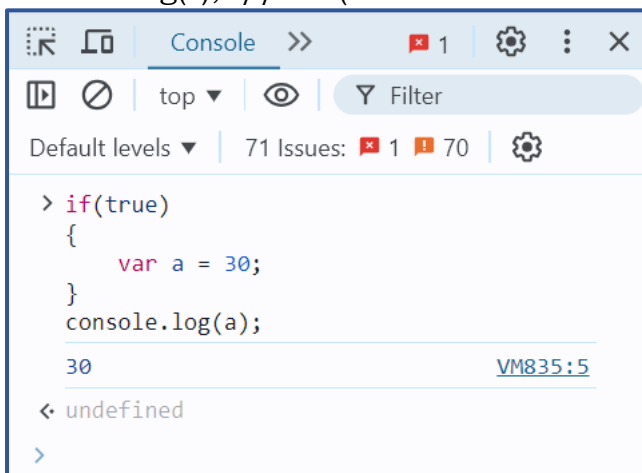 Console >> 1
top ▼ Filter
Default levels ▼ 71 Issues: 1 70
> if(true)
{
var a = 30;
}
console.log(a);
30 VM835:5
undefined
>